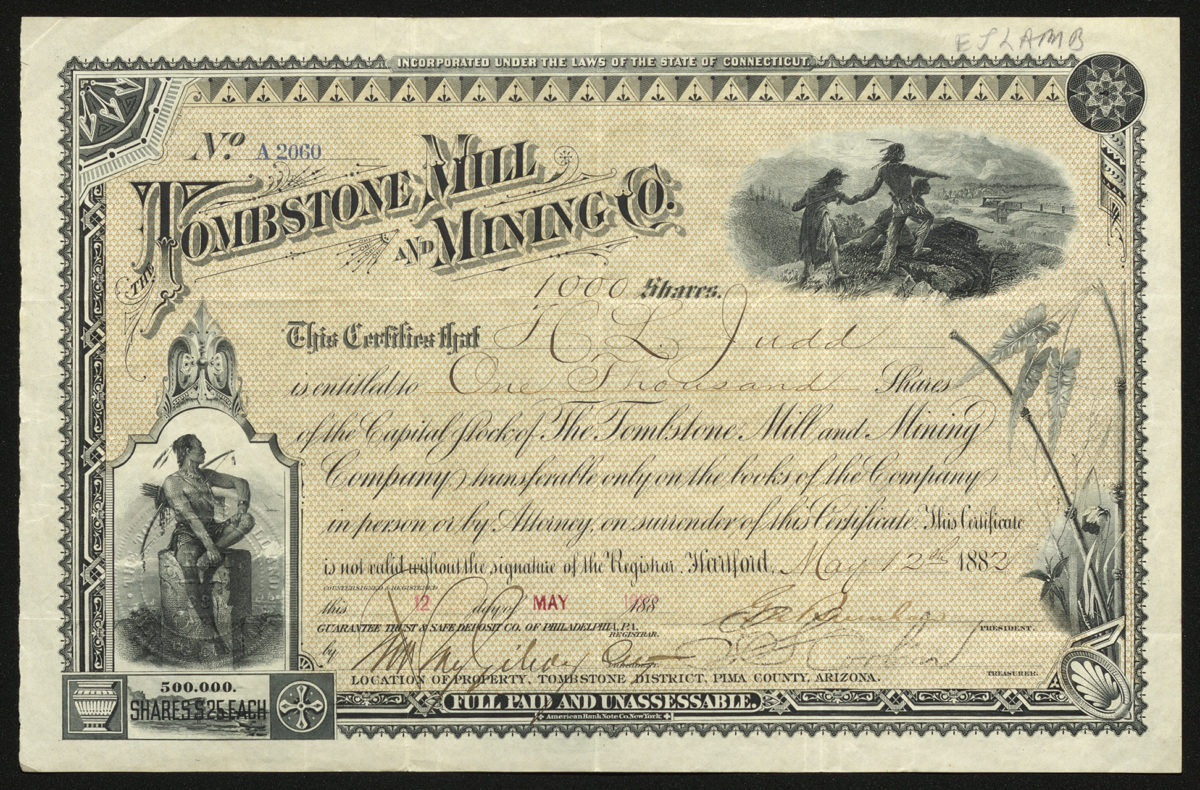 E J LAMB
INCORPORATED UNDER THE LAWS OF THE STATE OF CONNECTICUT.
No. A 2060
THE TOMBSTONE MILL
AND MINING CO.
1000 Shares.
This Certifies that H. L. Judd
is entitled to One Thousand Shares
of the Capital Stock of The Tombstone Mill and Mining
Company transferable only on the books of the Company
in person or by Attorney, on surrender of this Certificate. This Certificate
is not valid without the signature of the Registrar. Hartford, May 12th 1882
COUNTERSIGNED & REGISTERED
this 12 day of MAY 188
GUARANTEE TRUST & SAFE DEPOSIT CO. OF PHILADELPHIA, PA.
REGISTRAR.
PRESIDENT.
by
TREASURER.
LOCATION OF PROPERTY, TOMBSTONE DISTRICT, PIMA COUNTY, ARIZONA.
500.000.
SHARES $25 EACH
FULL PAID AND UNASSESSABLE.
American Bank Note Co. New York